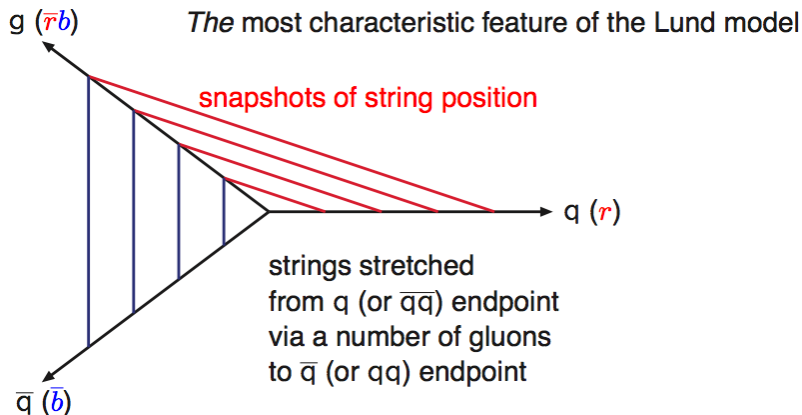 g (r̅b)
The most characteristic feature of the Lund model
snapshots of string position
q (r)
strings stretched
from q (or q̅q̅) endpoint
via a number of gluons
to q̅ (or qq) endpoint
q̅ (b̅)